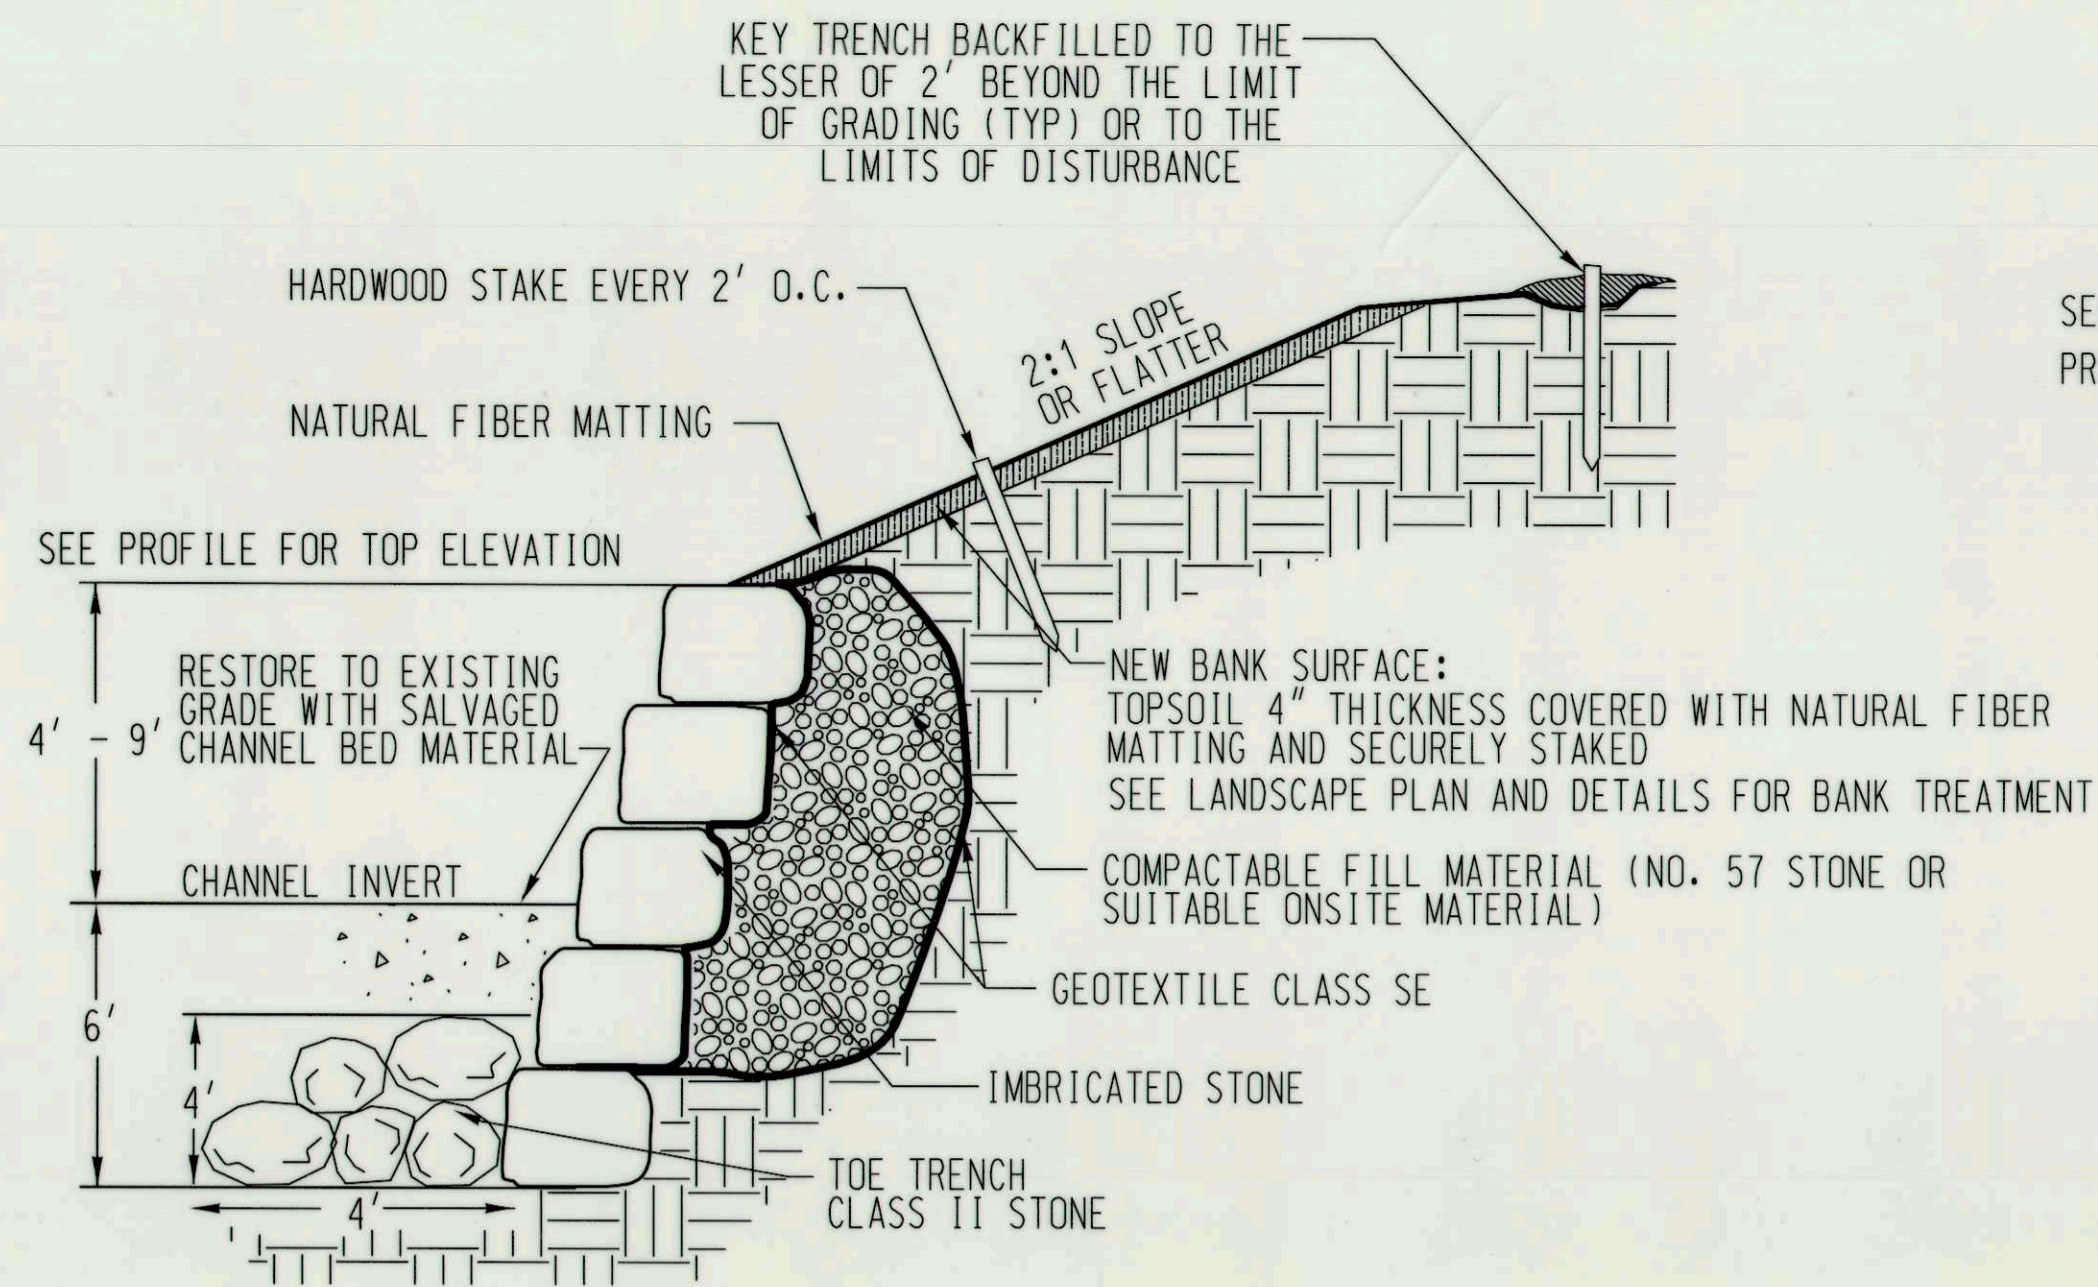 KEY TRENCH BACKFILLED TO THE
LESSER OF 2' BEYOND THE LIMIT
OF GRADING (TYP) OR TO THE
LIMITS OF DISTURBANCE
HARDWOOD STAKE EVERY 2' O.C.
2:1 SLOPE
OR FLATTER
SE
PR
NATURAL FIBER MATTING
SEE PROFILE FOR TOP ELEVATION
RESTORE TO EXISTING
GRADE WITH SALVAGED
CHANNEL BED MATERIAL
4' - 9'
NEW BANK SURFACE:
TOPSOIL 4" THICKNESS COVERED WITH NATURAL FIBER
MATTING AND SECURELY STAKED
SEE LANDSCAPE PLAN AND DETAILS FOR BANK TREATMENT
CHANNEL INVERT
COMPACTABLE FILL MATERIAL (NO. 57 STONE OR
SUITABLE ONSITE MATERIAL)
GEOTEXTILE CLASS SE
6'
4'
IMBRICATED STONE
TOE TRENCH
CLASS II STONE
4'